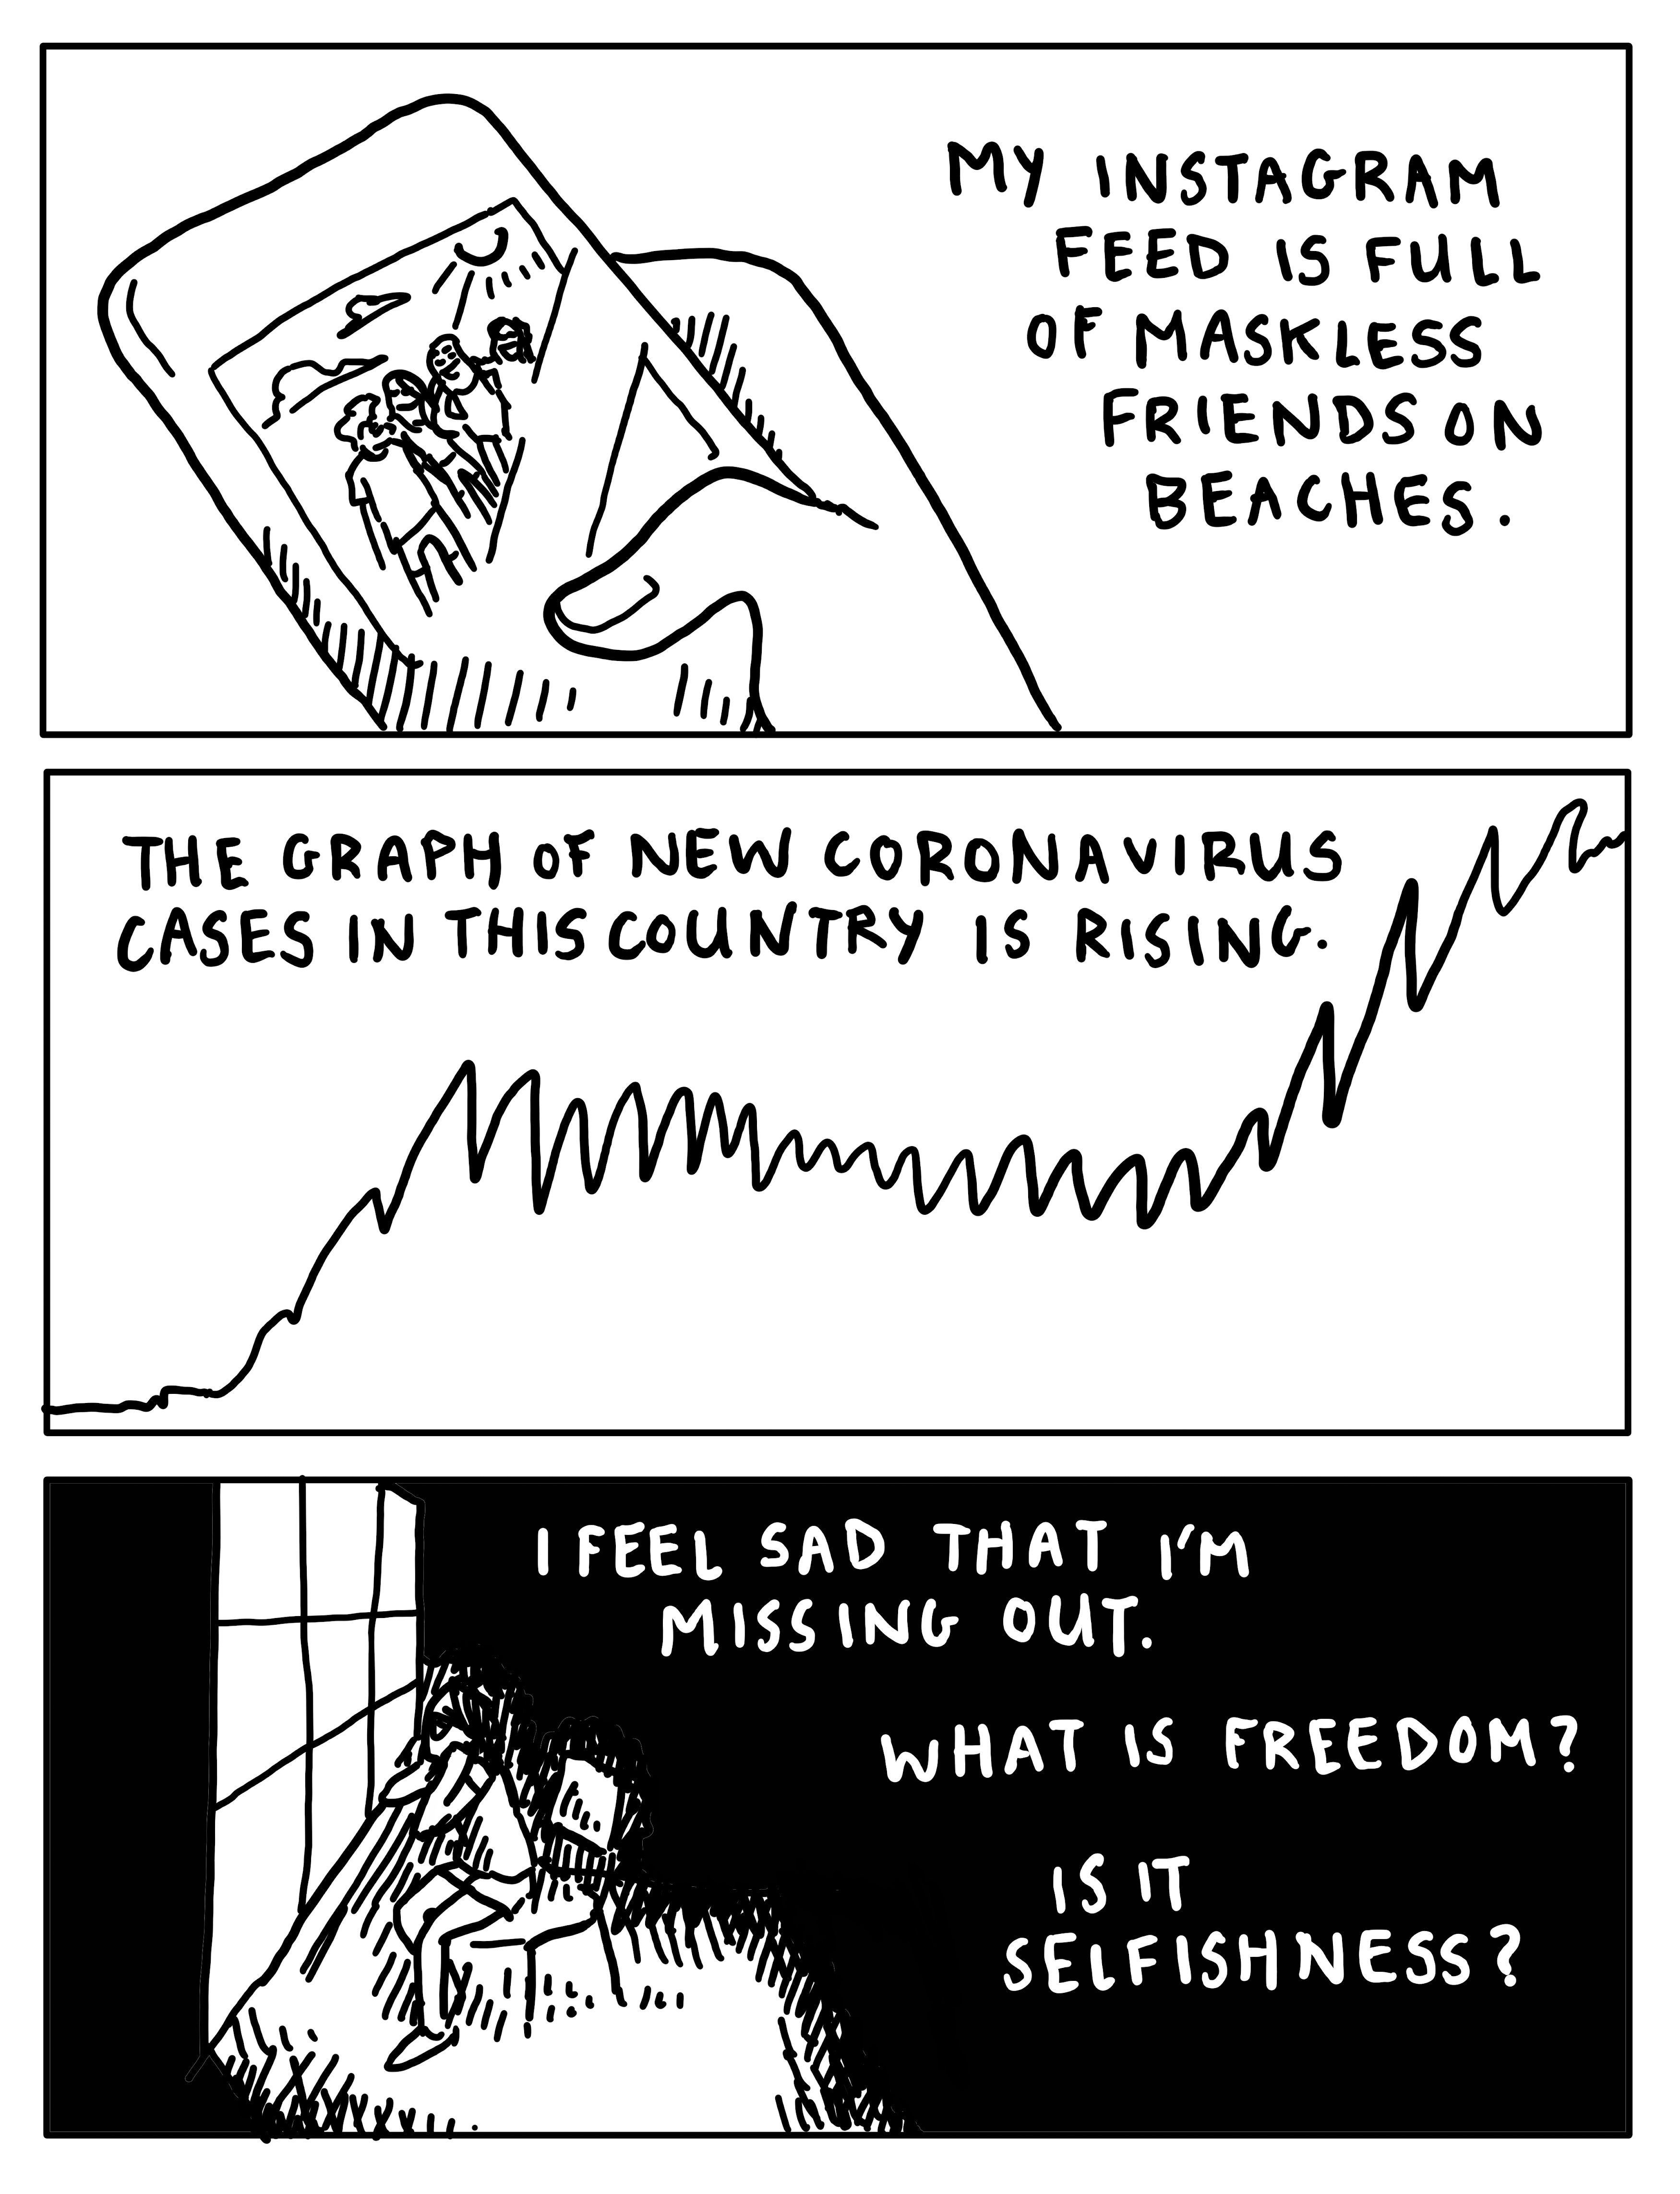 MY INSTAGRAM
FEED IS FULL
OF MASKLESS
FRIENDS ON
BEACHES.
THE GRAPH OF NEW CORONAVIRUS
CASES IN THIS COUNTRY IS RISING.
I FEEL SAD THAT I'M
MISSING OUT.
WHAT IS FREEDOM?
IS IT
SELFISHNESS?